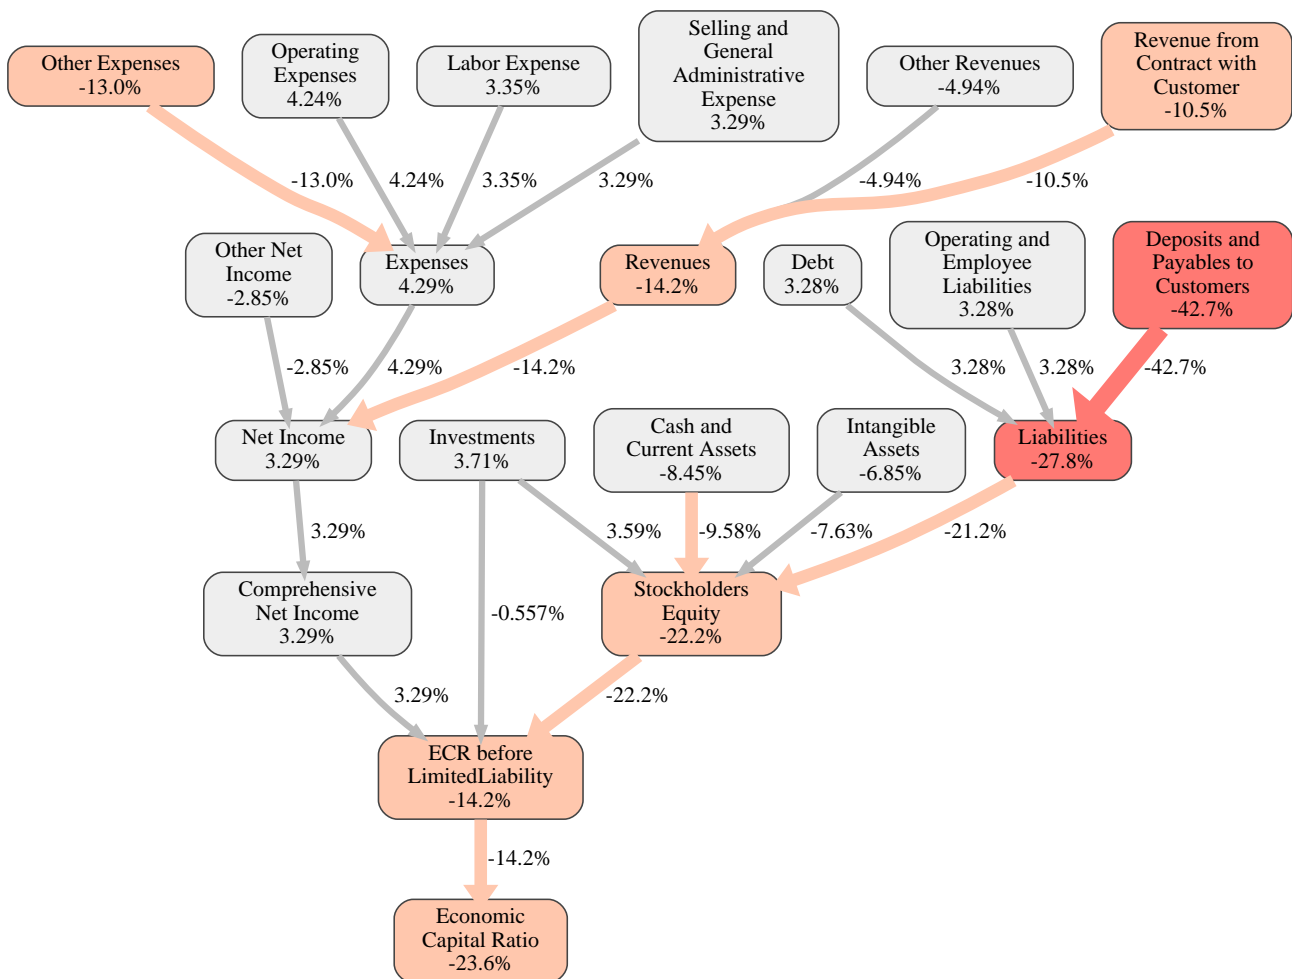 Other Expenses
-13.0%
Operating
Expenses
4.24%
Labor Expense
3.35%
Selling and
General
Administrative
Expense
3.29%
Other Revenues
-4.94%
Revenue from
Contract with
Customer
-10.5%
-13.0%
4.24%
3.35%
3.29%
-4.94%
-10.5%
Other Net
Income
-2.85%
Expenses
4.29%
Revenues
-14.2%
Debt
3.28%
Operating and
Employee
Liabilities
3.28%
Deposits and
Payables to
Customers
-42.7%
-2.85%
4.29%
-14.2%
3.28%
3.28%
-42.7%
Net Income
3.29%
Investments
3.71%
Cash and
Current Assets
-8.45%
Intangible
Assets
-6.85%
Liabilities
-27.8%
3.29%
3.59%
-9.58%
-7.63%
-21.2%
Comprehensive
Net Income
3.29%
-0.557%
Stockholders
Equity
-22.2%
3.29%
-22.2%
ECR before
LimitedLiability
-14.2%
-14.2%
Economic
Capital Ratio
-23.6%